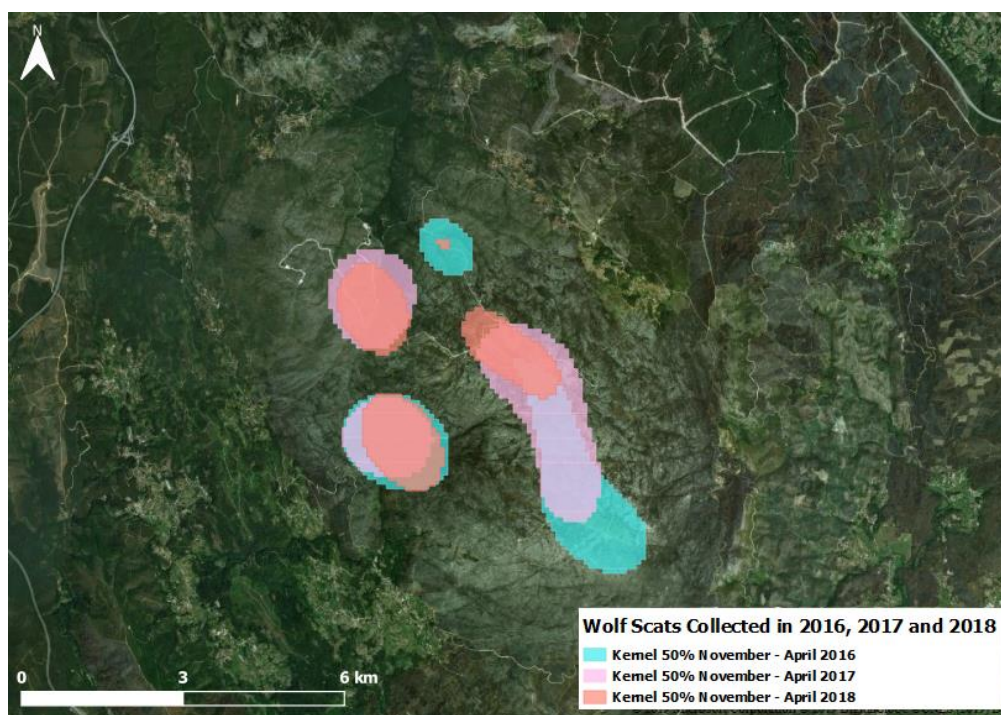 N
Wolf Scats Collected in 2016, 2017 and 2018
Kernel 50% November - April 2016
Kernel 50% November - April 2017
Kernel 50% November - April 2018
0 3 6 km